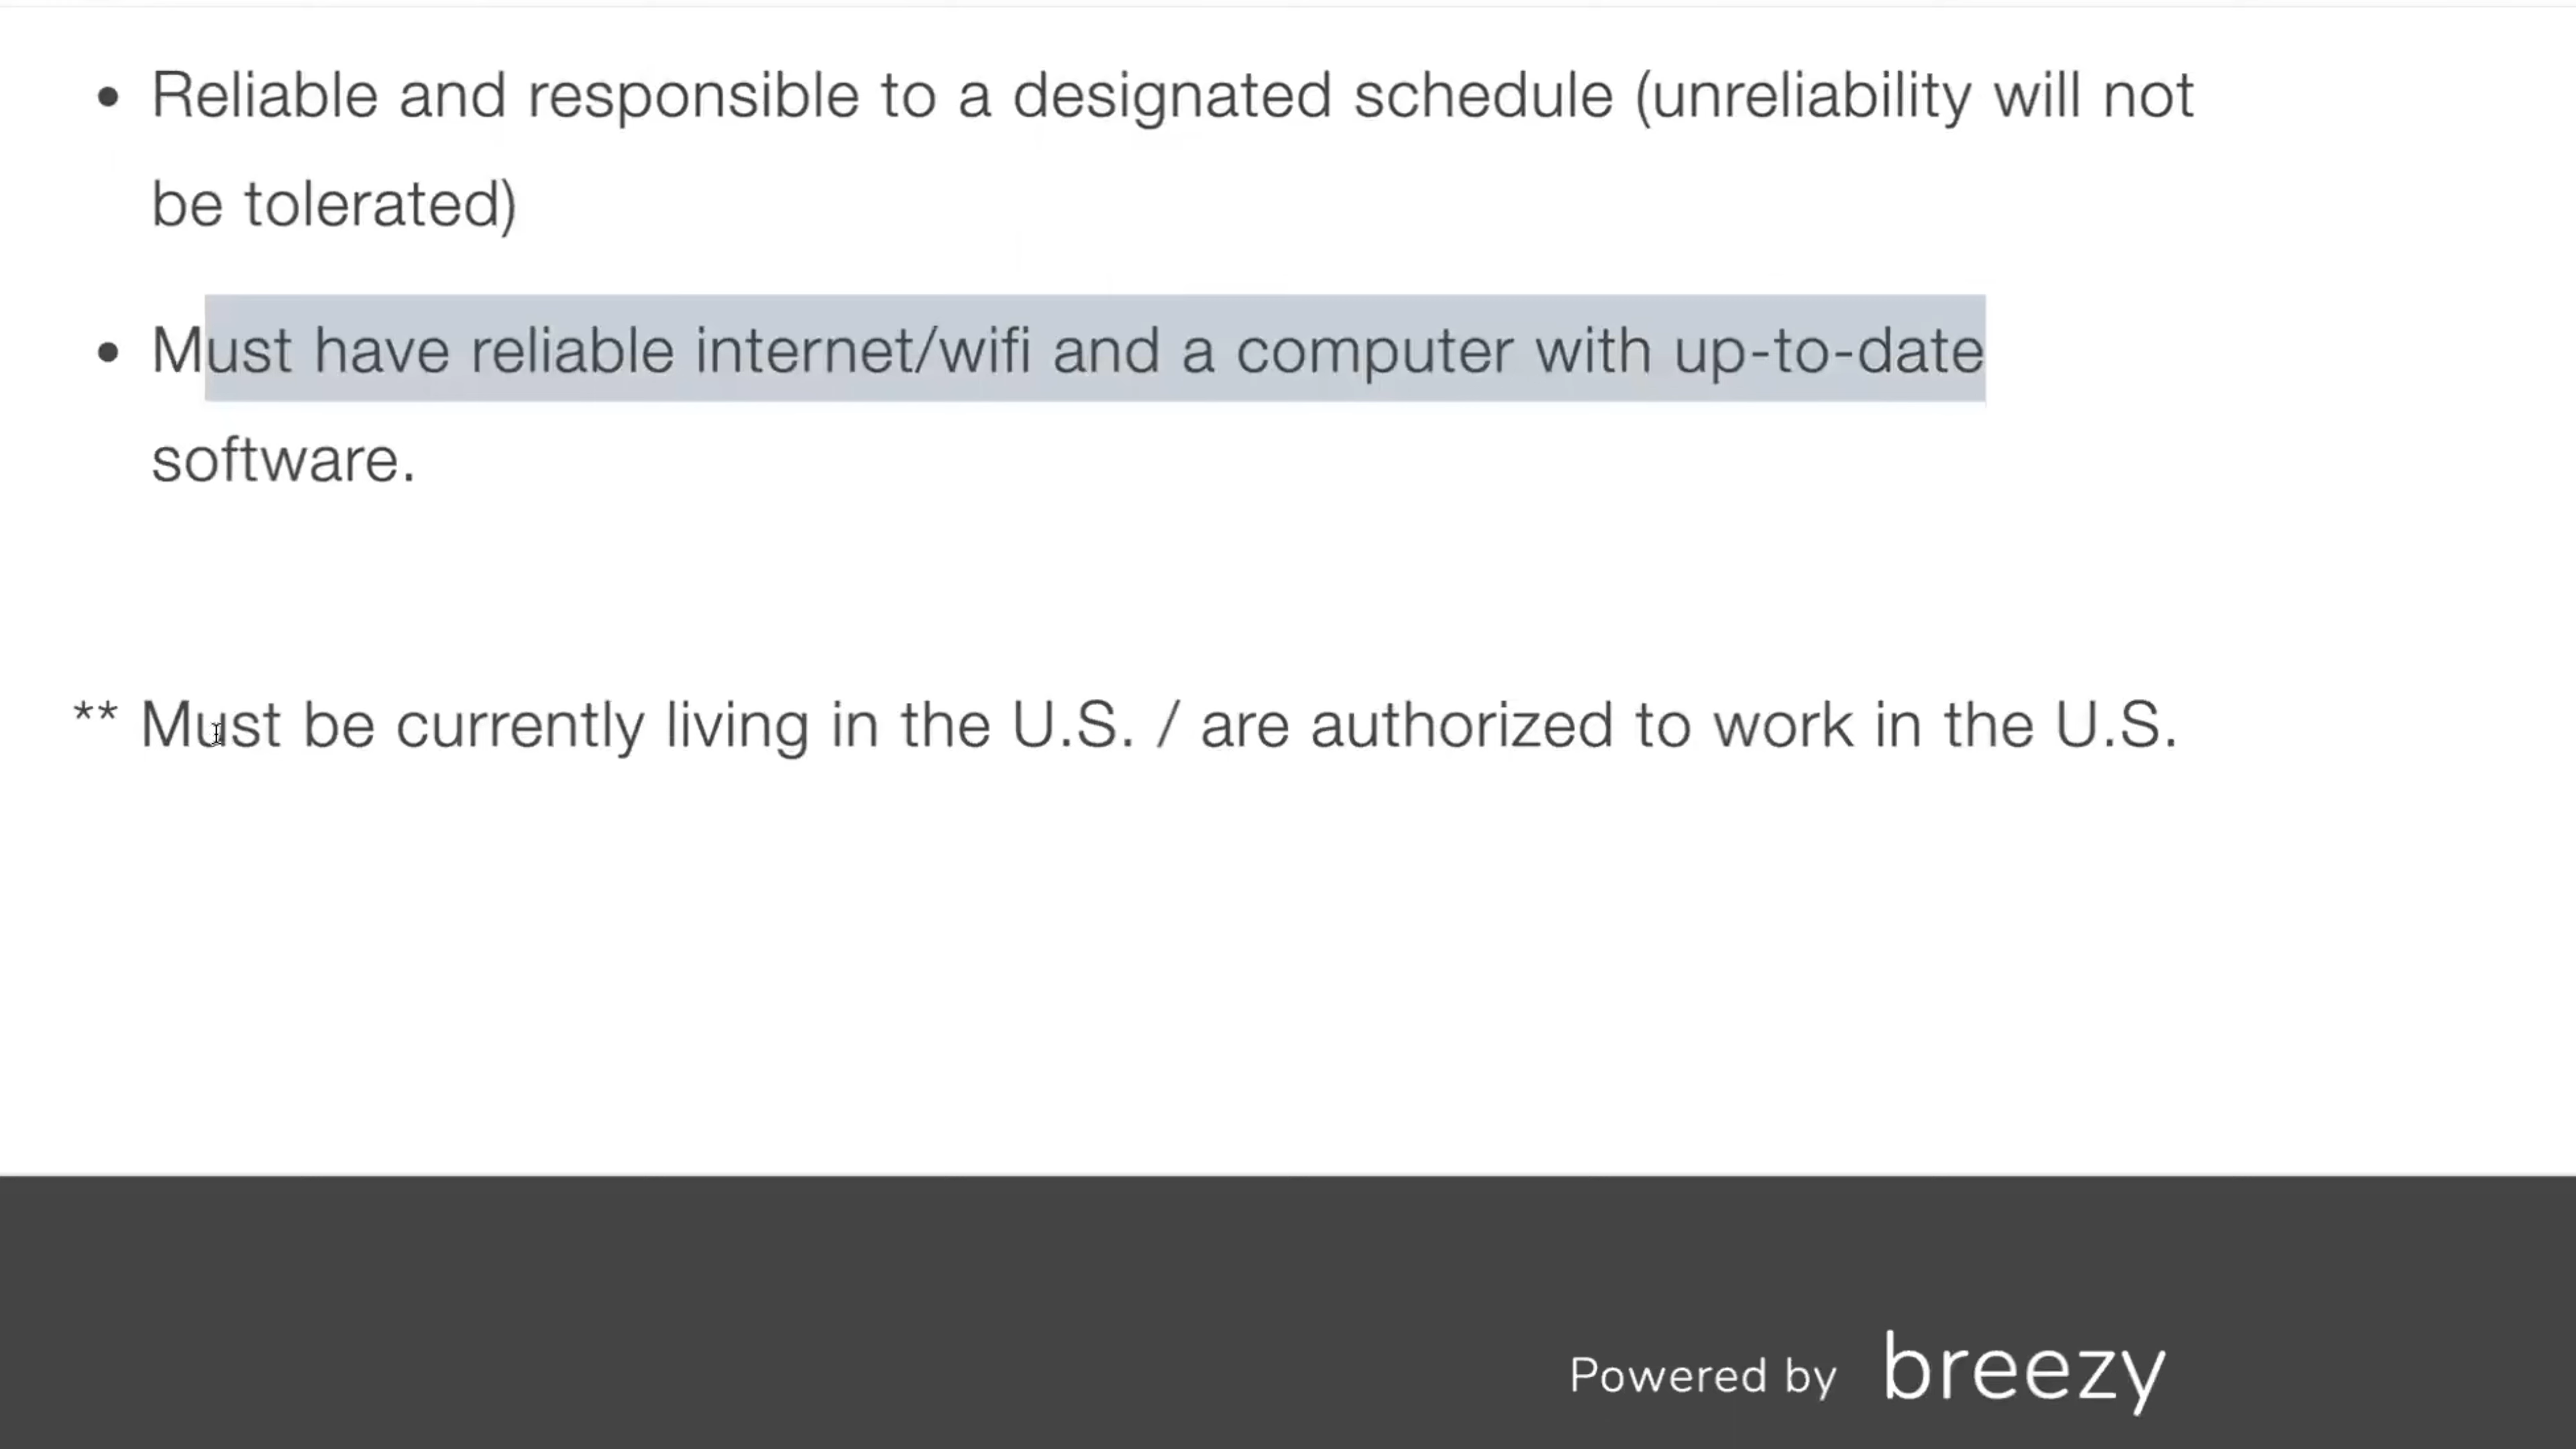 • Reliable and responsible to a designated schedule (unreliability will not
be tolerated)
• Must have reliable internet/wifi and a computer with up-to-date
software.
** Must be currently living in the U.S. / are authorized to work in the U.S.
Powered by breezy